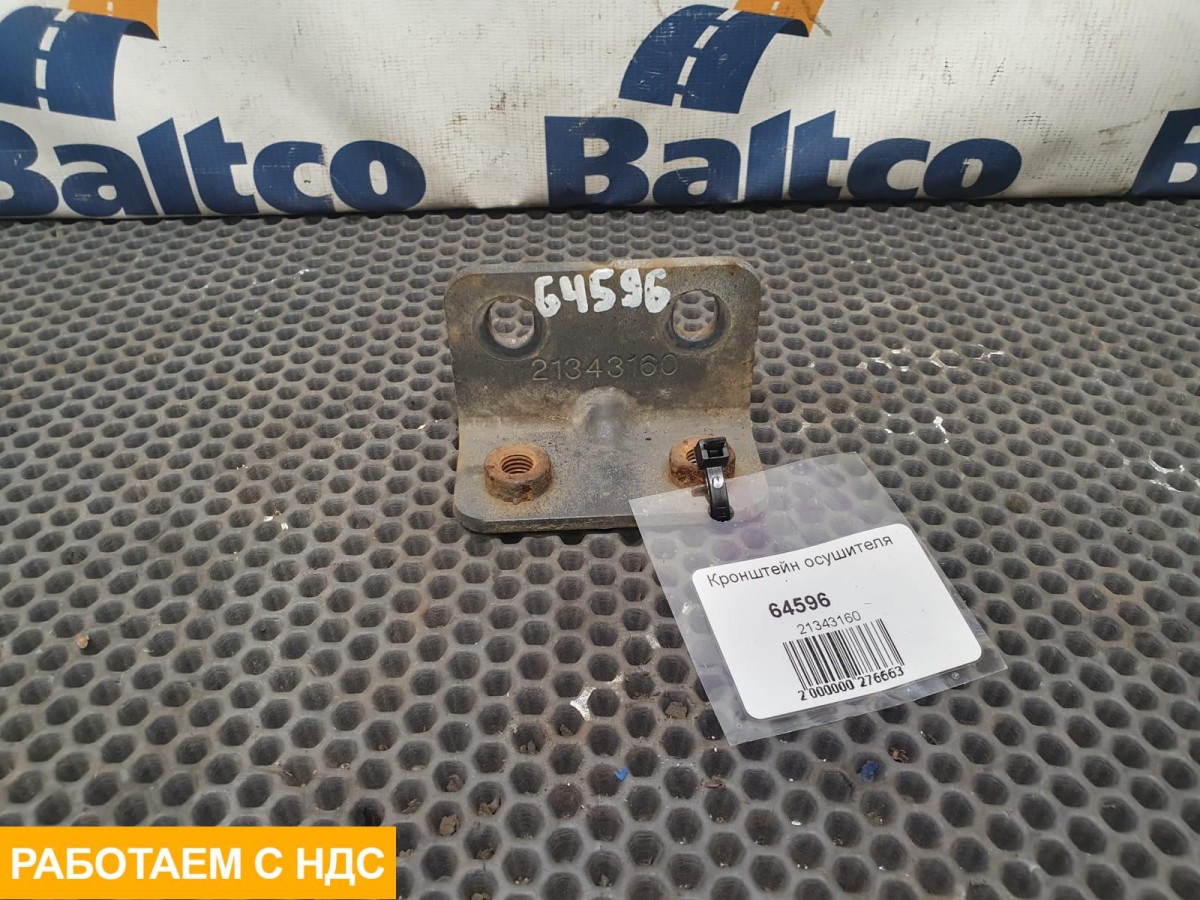 Baltco
Baltco
64596
21343160
Кронштейн осушителя
64596
21343160
2 000000 276663
РАБОТАЕМ С НДС